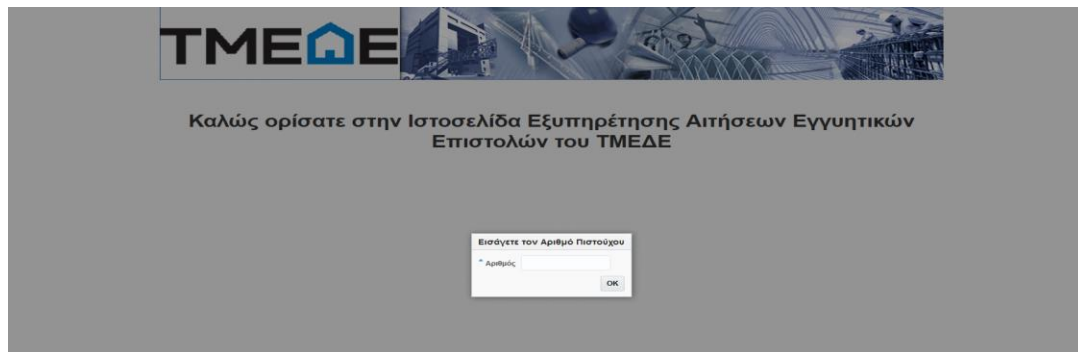 ΤΜΕΔΕ
Καλώς ορίσατε στην Ιστοσελίδα Εξυπηρέτησης Αιτήσεων Εγγυητικών
Επιστολών του ΤΜΕΔΕ
Εισάγετε τον Αριθμό Πιστούχου
* Αριθμός
OK